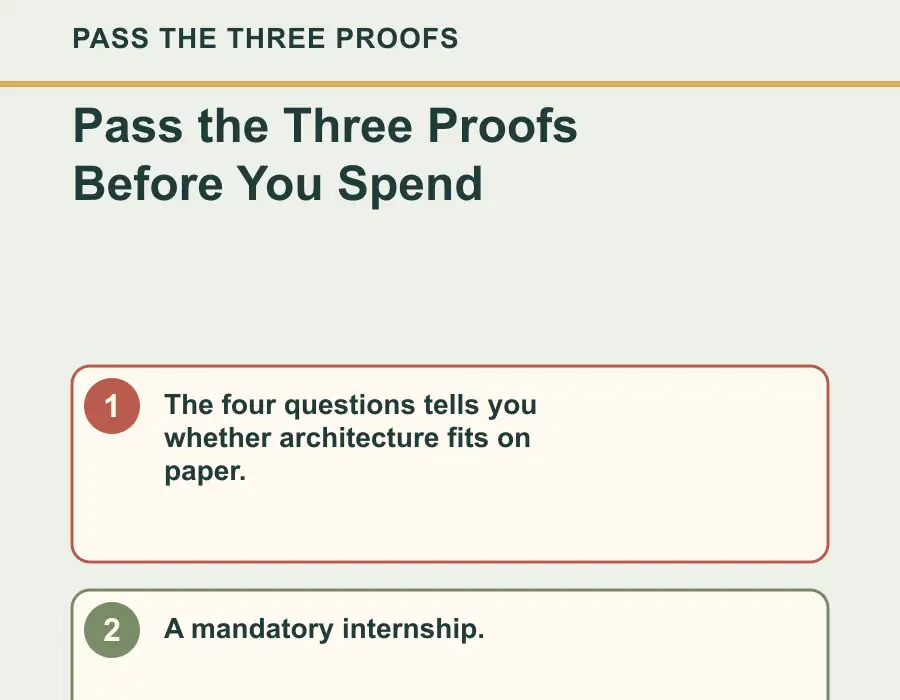 PASS THE THREE PROOFS
Pass the Three Proofs
Before You Spend
1
The four questions tells you
whether architecture fits on
paper.
2
A mandatory internship.